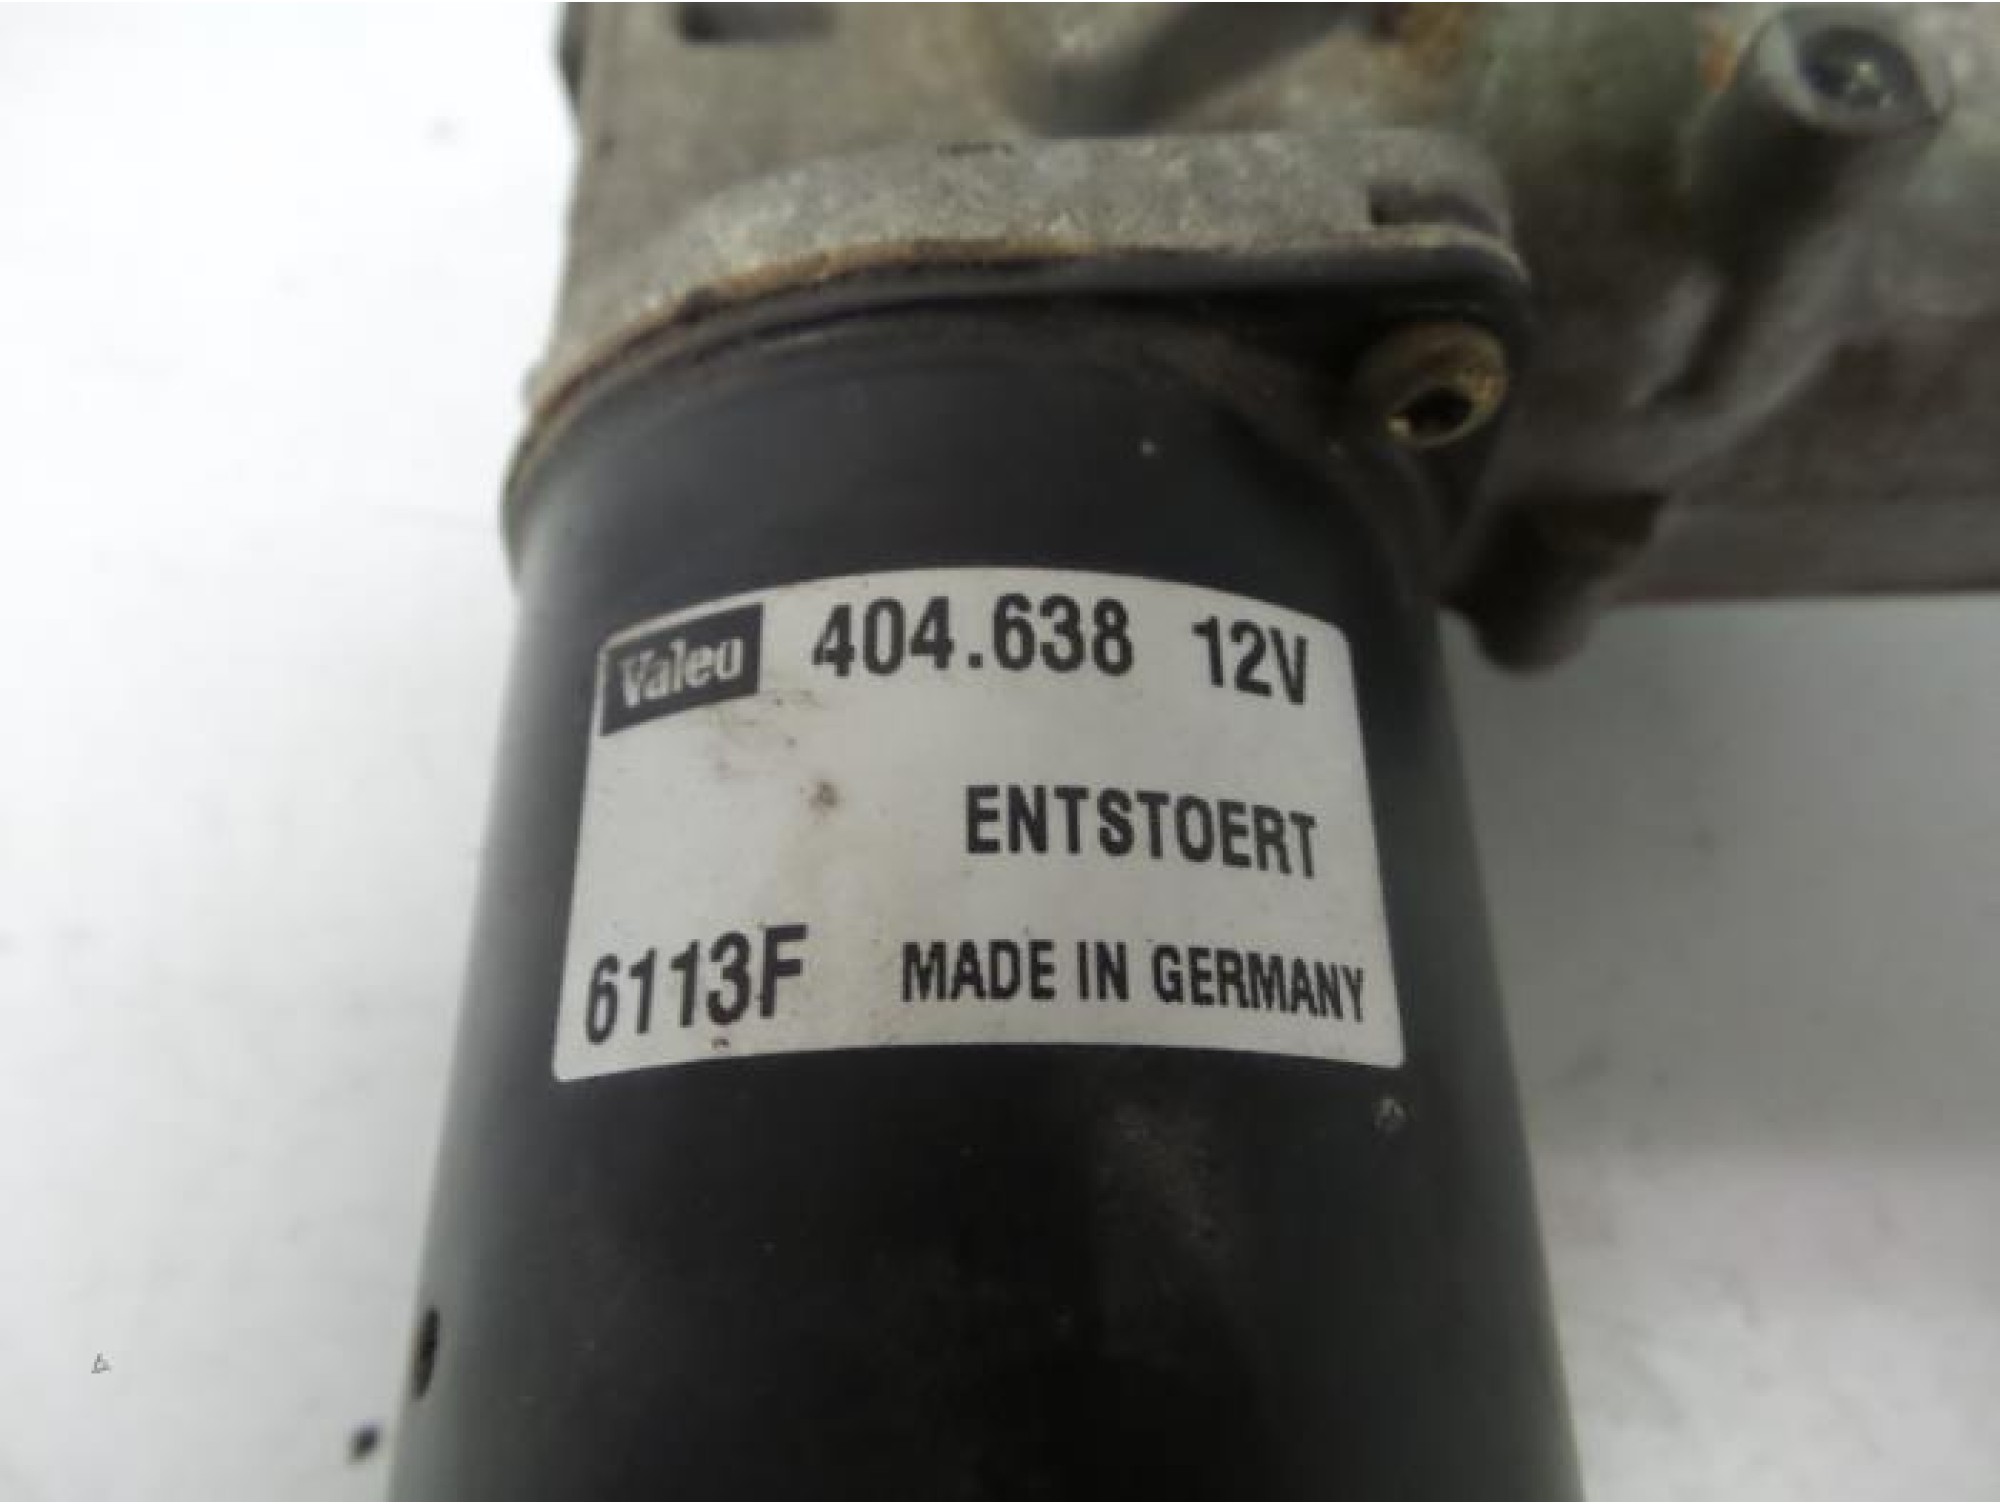 Valeo 404.638 12V
ENTSTOERT
6113F MADE IN GERMANY